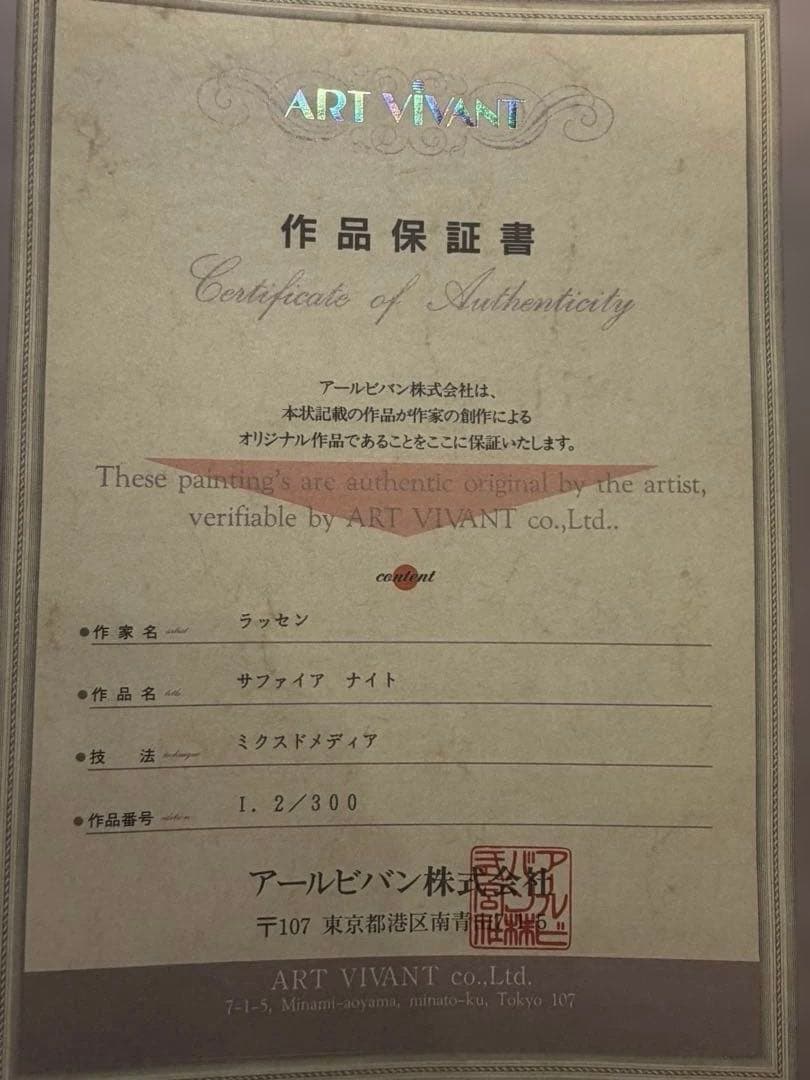 ART VIVANT
作品保証書
Certificate of Authenticity
アールビバン株式会社は、
本状記載の作品が作家の創作による
オリジナル作品であることをここに保証いたします。
These painting's are authentic original by the artist,
verifiable by ART VIVANT co.,Ltd..
content
●作家名 artist ラッセン
●作品名 title サファイア ナイト
●技 法 technique ミクスドメディア
●作品番号 edition I. 2/300
アールビバン株式会社
〒107 東京都港区南青
ART VIVANT co.,Ltd.
7-1-5, Minami-aoyama, minato-ku, Tokyo 107